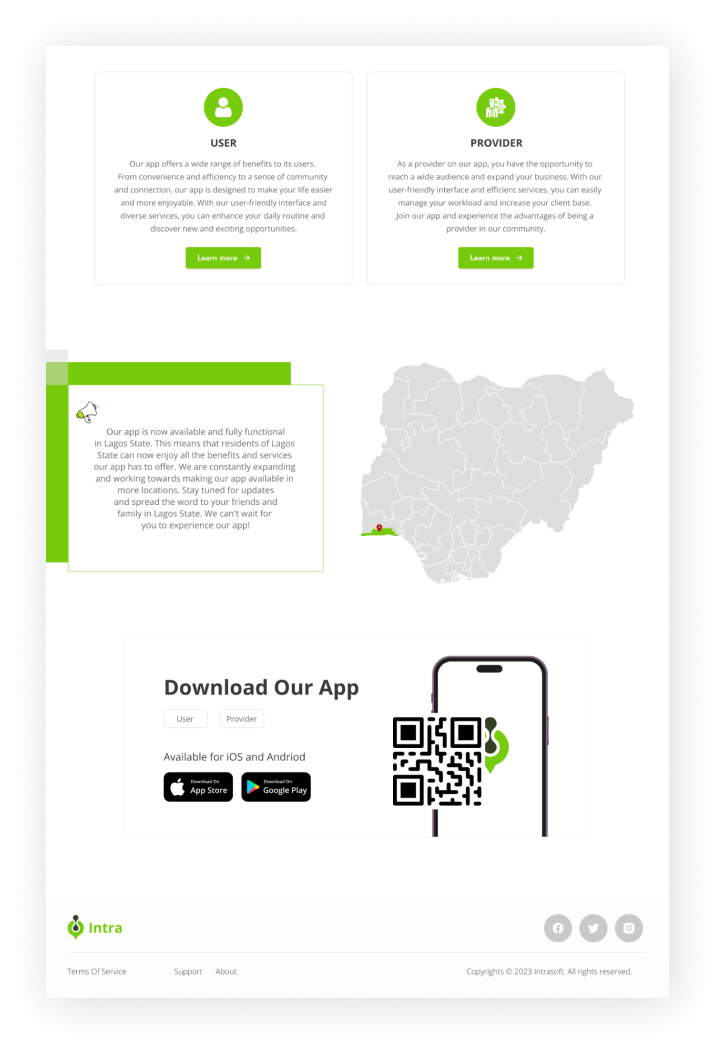 USER
Our app offers a wide range of benefits to its users.
From convenience and efficiency to a sense of community
and connection, our app is designed to make your life easier
and more enjoyable. With our user-friendly interface and
diverse services, you can enhance your daily routine and
discover new and exciting opportunities.
Learn more
PROVIDER
As a provider on our app, you have the opportunity to
reach a wide audience and expand your business. With our
user-friendly interface and efficient services, you can easily
manage your workload and increase your client base.
Join our app and experience the advantages of being a
provider in our community.
Learn more
Our app is now available and fully functional
in Lagos State. This means that residents of Lagos
State can now enjoy all the benefits and services
our app has to offer. We are constantly expanding
and working towards making our app available in
more locations. Stay tuned for updates
and spread the word to your friends and
family in Lagos State. We can't wait for
you to experience our app!
Download Our App
User Provider
Available for iOS and Andriod
Download On
App Store
Download On
Google Play
Intra
Terms Of Service Support About Copyrights © 2023 Intrasoft. All rights reserved.